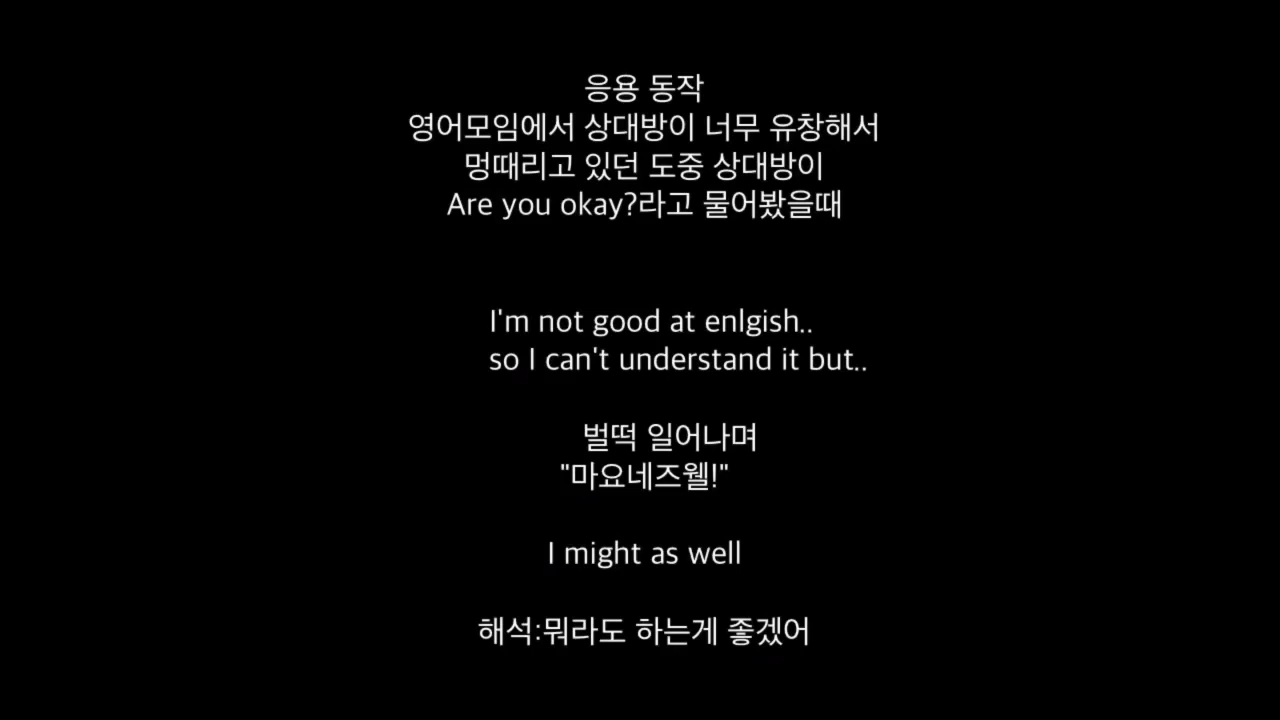 응용 동작
영어모임에서 상대방이 너무 유창해서
멍때리고 있던 도중 상대방이
Are you okay?라고 물어봤을때
I'm not good at enlgish..
so I can't understand it but..
벌떡 일어나며
"마요네즈웰!"
I might as well
해석:뭐라도 하는게 좋겠어